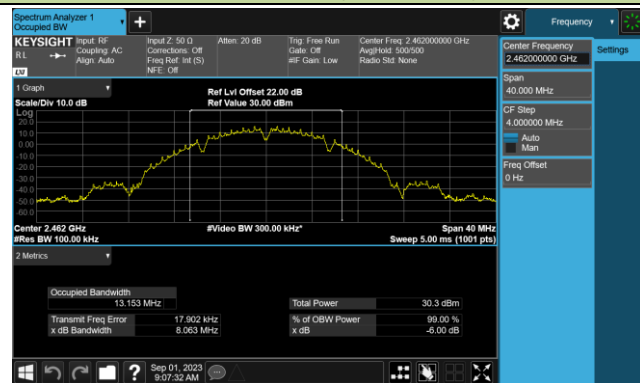 Spectrum Analyzer 1
Occupied BW
Frequency
KEYSIGHT
Input: RF
Input Z: 50 Ω
Atten: 20 dB
Trig: Free Run
Center Freq: 2.462000000 GHz
R L
Coupling: AC
Corrections: Off
Gate: Off
Avg|Hold: 500/500
Align: Auto
Freq Ref: Int (S)
#IF Gain: Low
Radio Std: None
LXI
NFE: Off
Center Frequency
2.462000000 GHz
Settings
Span
40.000 MHz
CF Step
4.000000 MHz
Auto
Man
Freq Offset
0 Hz
1 Graph
Scale/Div 10.0 dB
Ref Lvl Offset 22.00 dB
Ref Value 30.00 dBm
Log
20.0
10.0
0.00
-10.0
-20.0
-30.0
-40.0
-50.0
-60.0
Center 2.462 GHz
#Video BW 300.00 kHz*
Span 40 MHz
#Res BW 100.00 kHz
Sweep 5.00 ms (1001 pts)
2 Metrics
Occupied Bandwidth
13.153 MHz
Total Power
30.3 dBm
Transmit Freq Error
17.902 kHz
% of OBW Power
99.00 %
x dB Bandwidth
8.063 MHz
x dB
-6.00 dB
?
Sep 01, 2023
9:07:32 AM